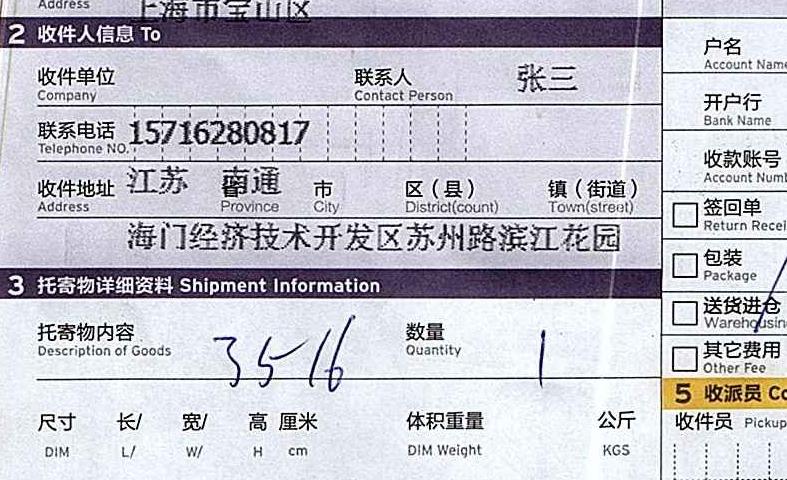 Address 上海市宝山区
2 收件人信息 To
收件单位 联系人 张三 户名
Company Contact Person Account Name
开户行
Bank Name
联系电话 15716280817
Telephone NO.
收款账号
收件地址 江苏 省 南通 市 区（县） 镇（街道）
Address Province City District(count) Town(street)
签回单
海门经济技术开发区苏州路滨江花园
包装
Package
3 托寄物详细资料 Shipment Information
托寄物内容 3516 数量 1 送货进仓
Description of Goods Quantity
其它费用
Other Fee
5 收派员
尺寸 长/ 宽/ 高 厘米 体积重量 公斤 收件员 Pickup
DIM L/ W/ H cm DIM Weight KGS